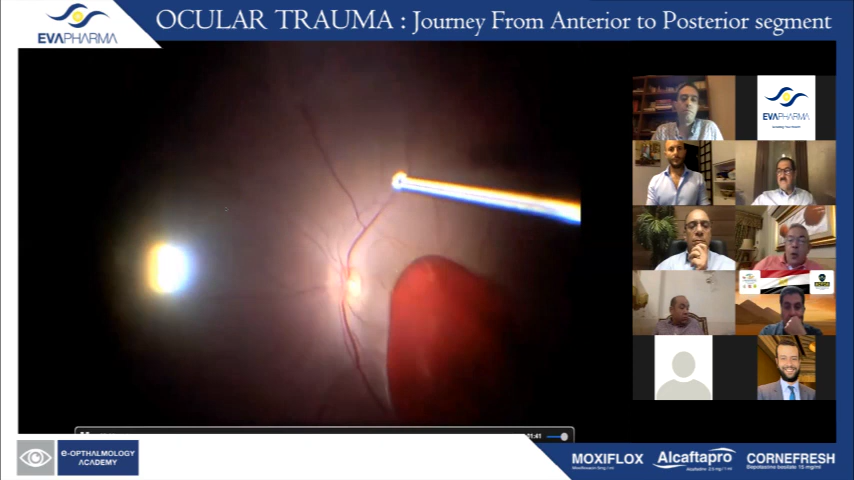 EVAPHARMA
OCULAR TRAUMA : Journey From Anterior to Posterior segment
EVAPHARMA
e-OPTHALMOLOGY
ACADEMY
MOXIFLOX
Alcaftapro
CORNEFRESH